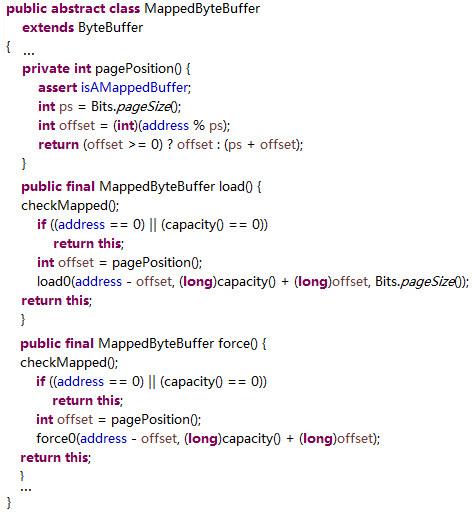 public abstract class MappedByteBuffer
extends ByteBuffer
{ ...
private int pagePosition() {
assert isAMappedBuffer;
int ps = Bits.pageSize();
int offset = (int)(address % ps);
return (offset >= 0) ? offset : (ps + offset);
}
public final MappedByteBuffer load() {
checkMapped();
if ((address == 0) || (capacity() == 0))
return this;
int offset = pagePosition();
load0(address - offset, (long)capacity() + (long)offset, Bits.pageSize());
return this;
}
public final MappedByteBuffer force() {
checkMapped();
if ((address == 0) || (capacity() == 0))
return this;
int offset = pagePosition();
force0(address - offset, (long)capacity() + (long)offset);
return this;
}
...
}